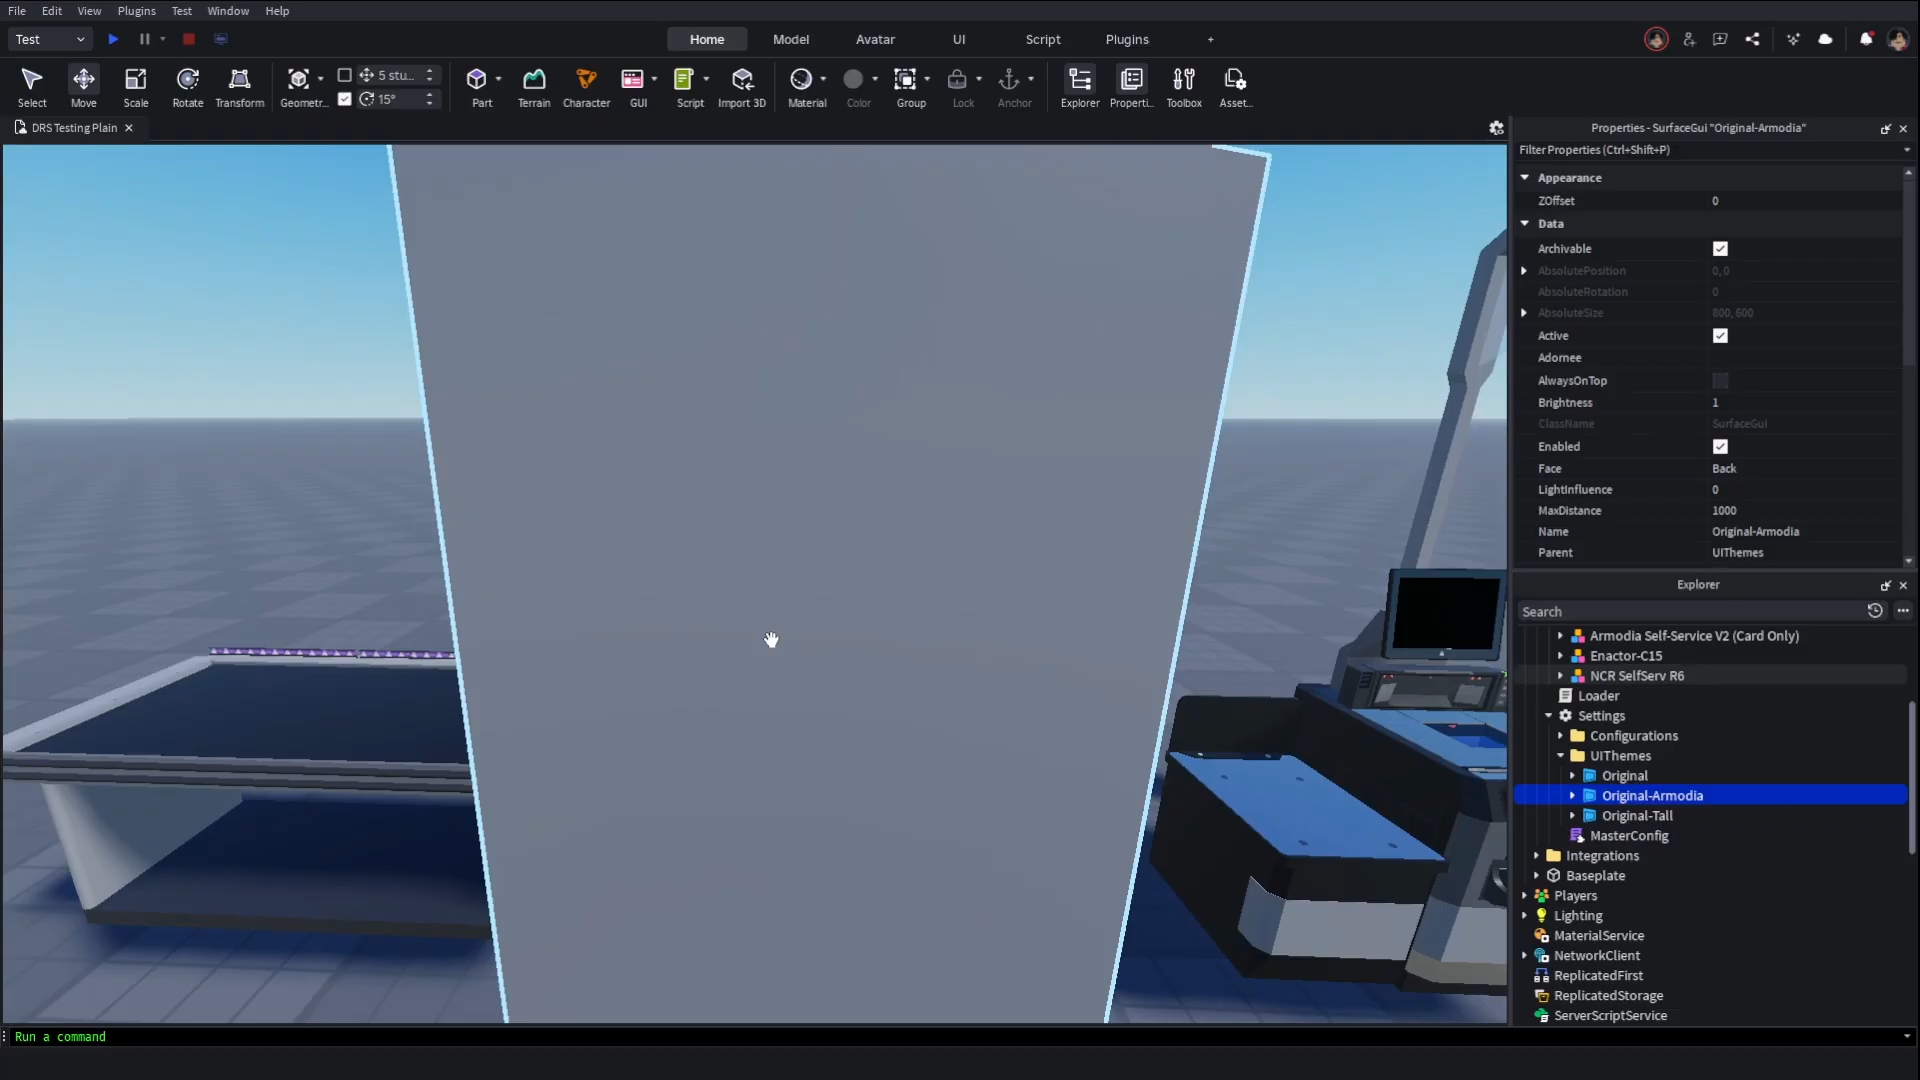 File Edit View Plugins Test Window Help
Test
Home Model Avatar UI Script Plugins +
5 stu...
15°
Select Move Scale Rotate Transform Geometr... Part Terrain Character GUI Script Import 3D Material Color Group Lock Anchor Explorer Properti... Toolbox Asset...
DRS Testing Plain
Properties - SurfaceGui "Original-Armodia"
Filter Properties (Ctrl+Shift+P)
Appearance
ZOffset 0
Data
Archivable
AbsolutePosition 0, 0
AbsoluteRotation 0
AbsoluteSize 800, 600
Active
Adornee
AlwaysOnTop
Brightness 1
ClassName SurfaceGui
Enabled
Face Back
LightInfluence 0
MaxDistance 1000
Name Original-Armodia
Parent UIThemes
Explorer
Search
Armodia Self-Service V2 (Card Only)
Enactor-C15
NCR SelfServ R6
Loader
Settings
Configurations
UIThemes
Original
Original-Armodia
Original-Tall
MasterConfig
Integrations
Baseplate
Players
Lighting
MaterialService
NetworkClient
ReplicatedFirst
ReplicatedStorage
ServerScriptService
Run a command